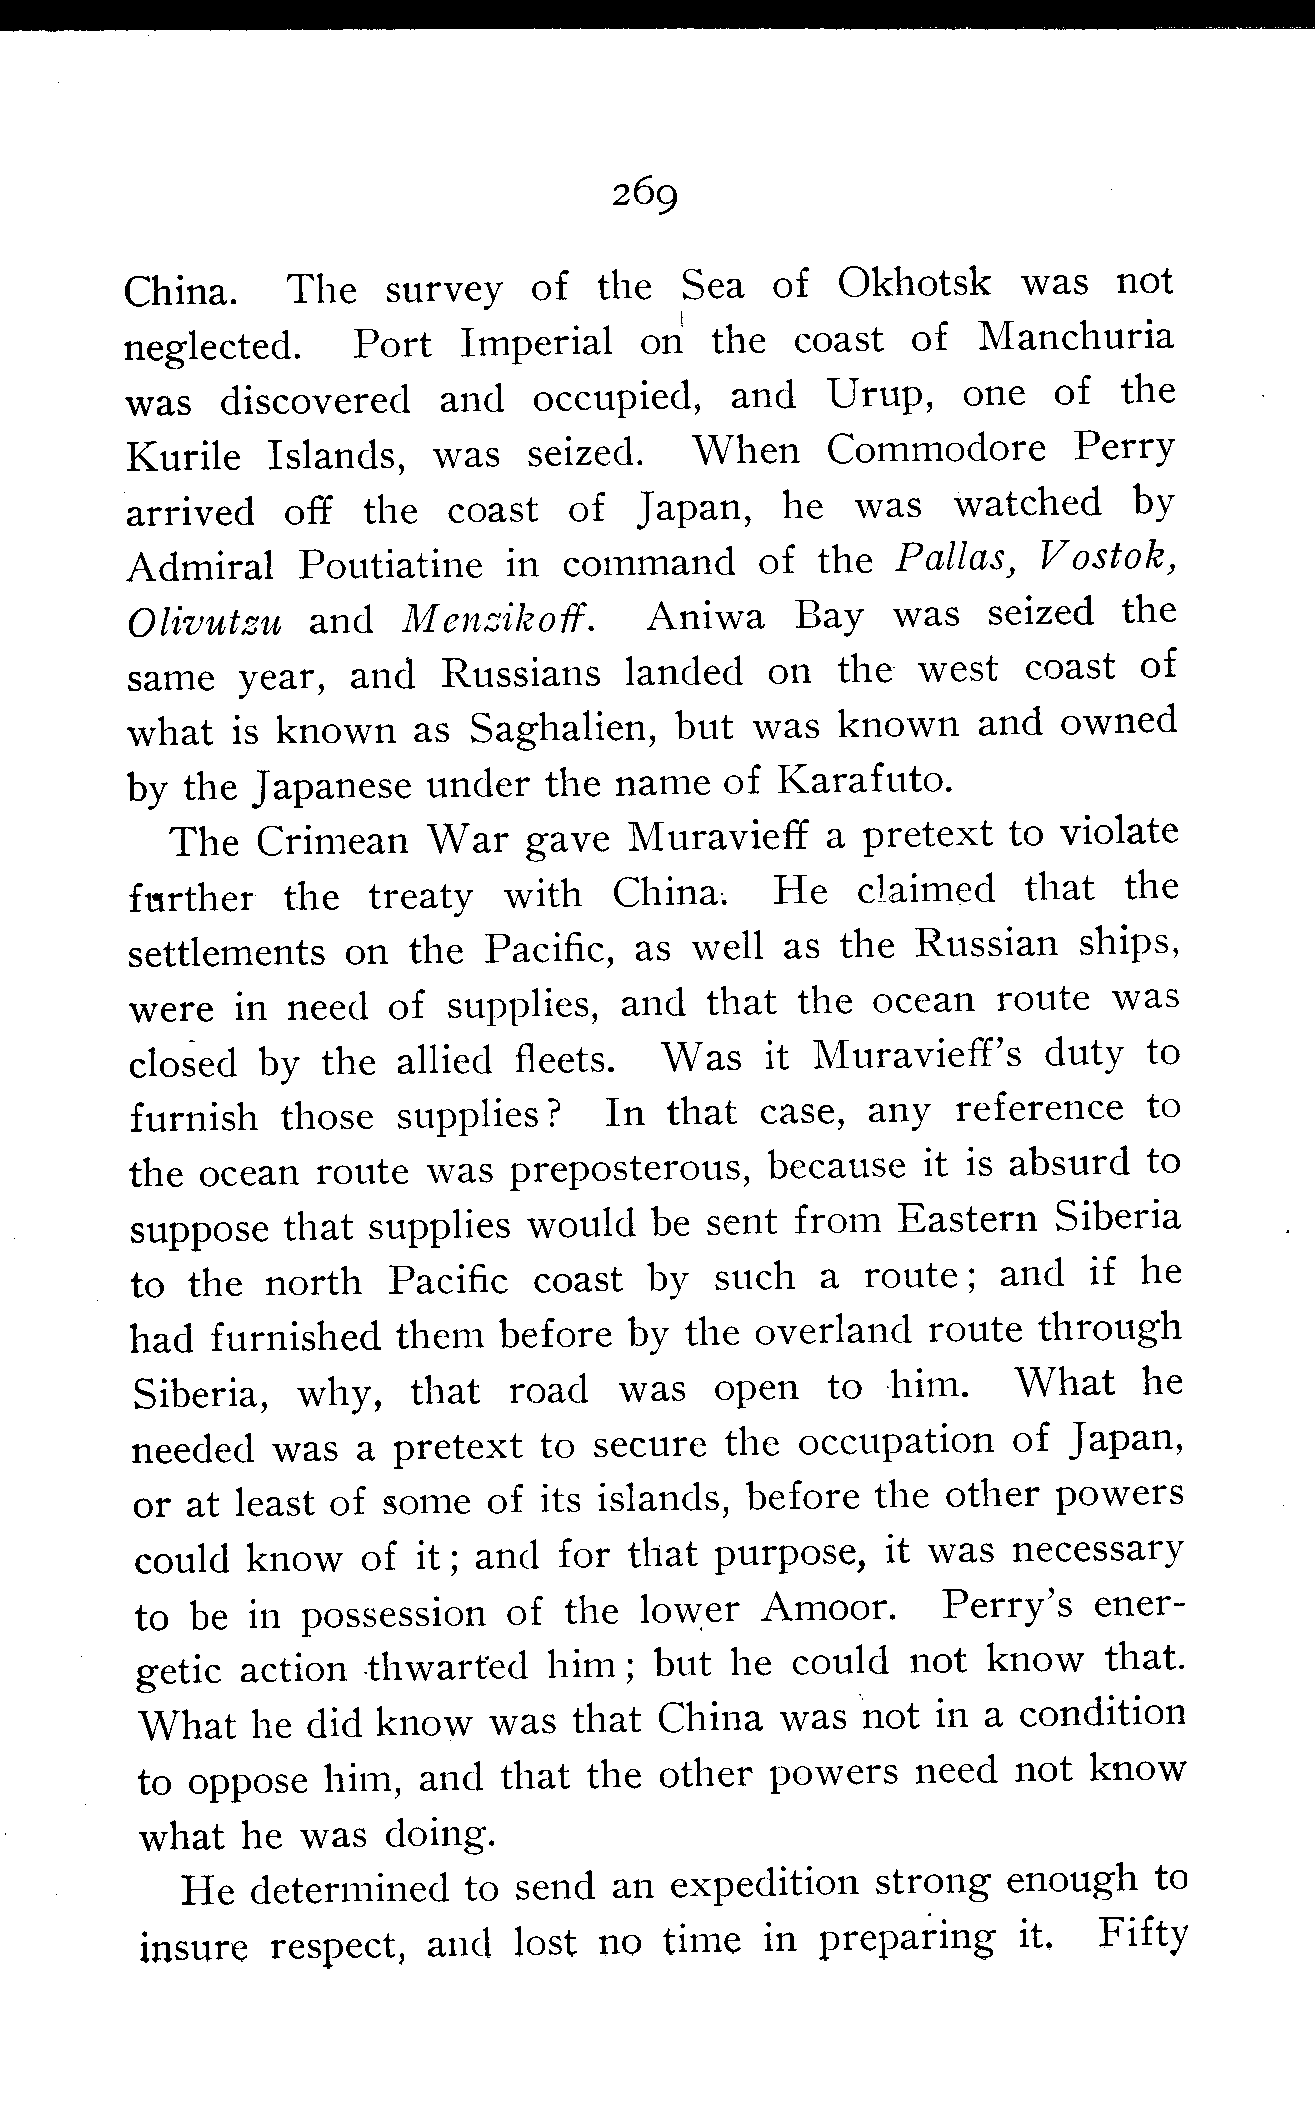 269
China. The survey of the Sea of Okhotsk was not
neglected. Port Imperial on the coast of Manchuria
was discovered and occupied, and Urup, one of the
Kurile Islands, was seized. When Commodore Perry
arrived off the coast of Japan, he was watched by
Admiral Poutiatine in command of the Pallas, Vostok,
Olivutzu and Menzikoff. Aniwa Bay was seized the
same year, and Russians landed on the west coast of
what is known as Saghalien, but was known and owned
by the Japanese under the name of Karafuto.
The Crimean War gave Muravieff a pretext to violate
further the treaty with China. He claimed that the
settlements on the Pacific, as well as the Russian ships,
were in need of supplies, and that the ocean route was
closed by the allied fleets. Was it Muravieff's duty to
furnish those supplies? In that case, any reference to
the ocean route was preposterous, because it is absurd to
suppose that supplies would be sent from Eastern Siberia
to the north Pacific coast by such a route; and if he
had furnished them before by the overland route through
Siberia, why, that road was open to him. What he
needed was a pretext to secure the occupation of Japan,
or at least of some of its islands, before the other powers
could know of it; and for that purpose, it was necessary
to be in possession of the lower Amoor. Perry's ener-
getic action thwarted him; but he could not know that.
What he did know was that China was not in a condition
to oppose him, and that the other powers need not know
what he was doing.
He determined to send an expedition strong enough to
insure respect, and lost no time in preparing it. Fifty